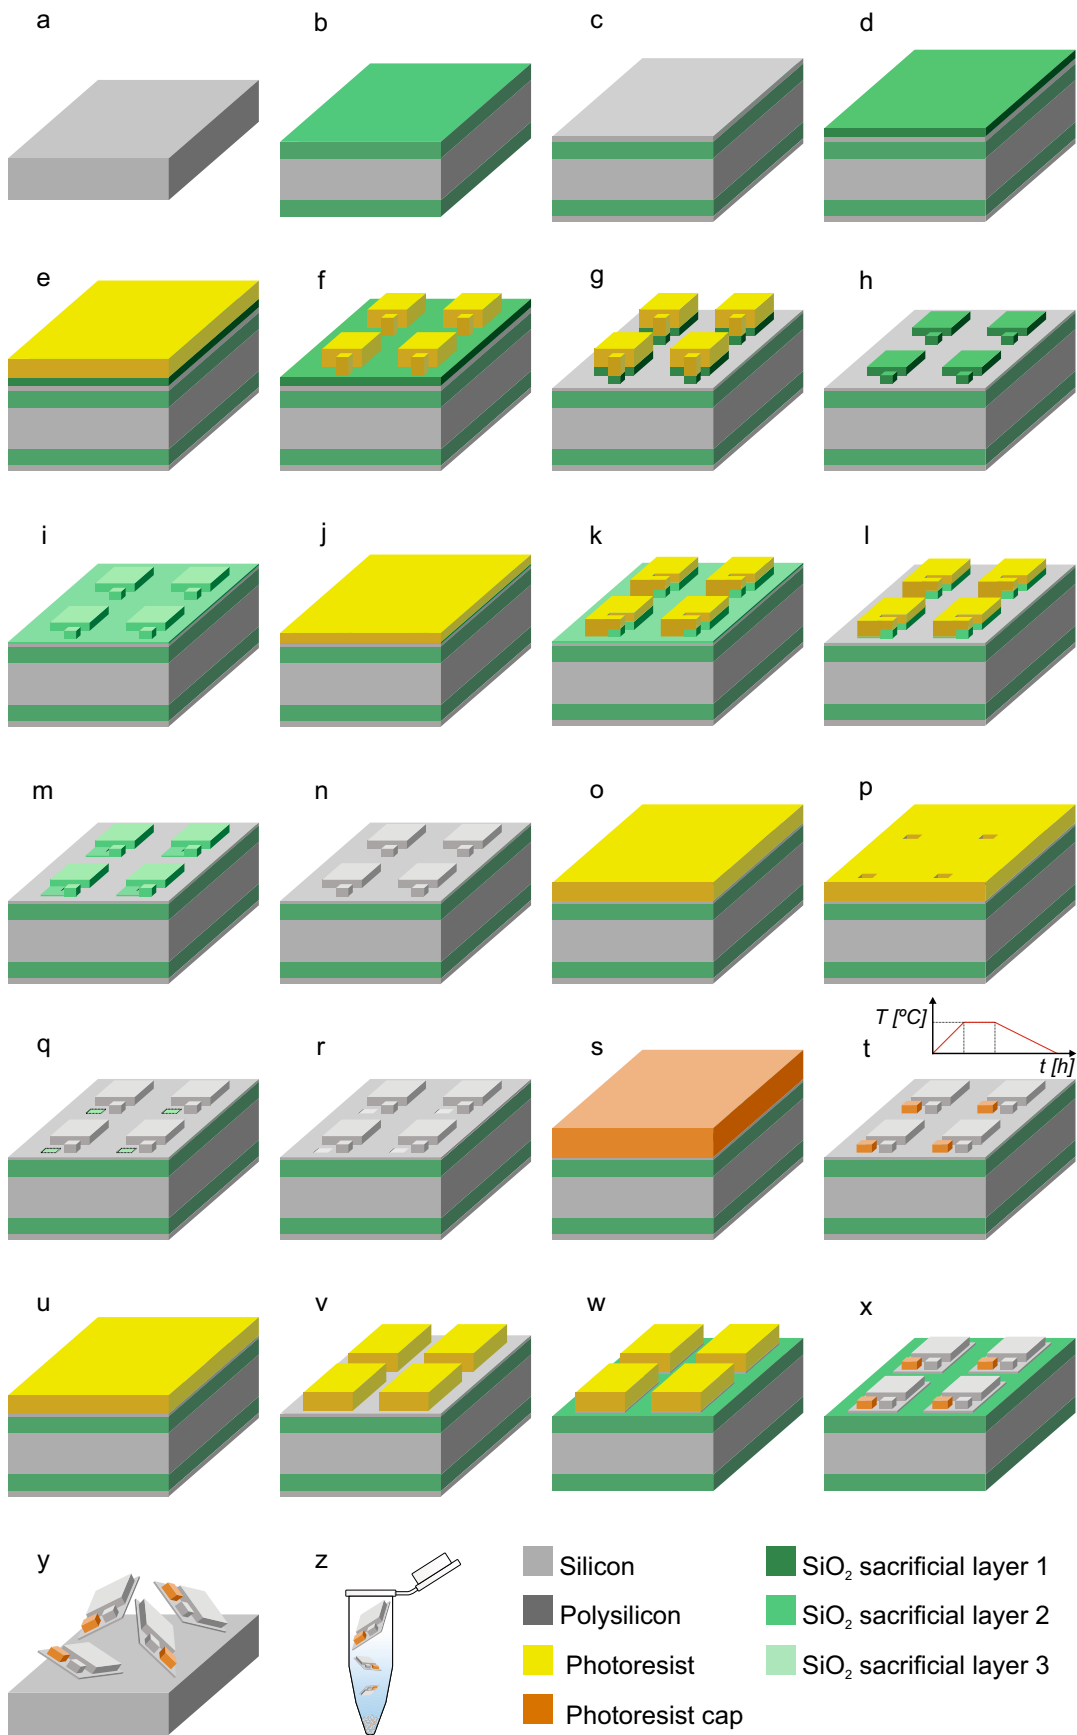 a b c d
e f g h
i j k l
m n o p
T [ºC]
t [h]
q r s t
u v w x
y z
Silicon
Polysilicon
Photoresist
Photoresist cap
SiO₂ sacrificial layer 1
SiO₂ sacrificial layer 2
SiO₂ sacrificial layer 3